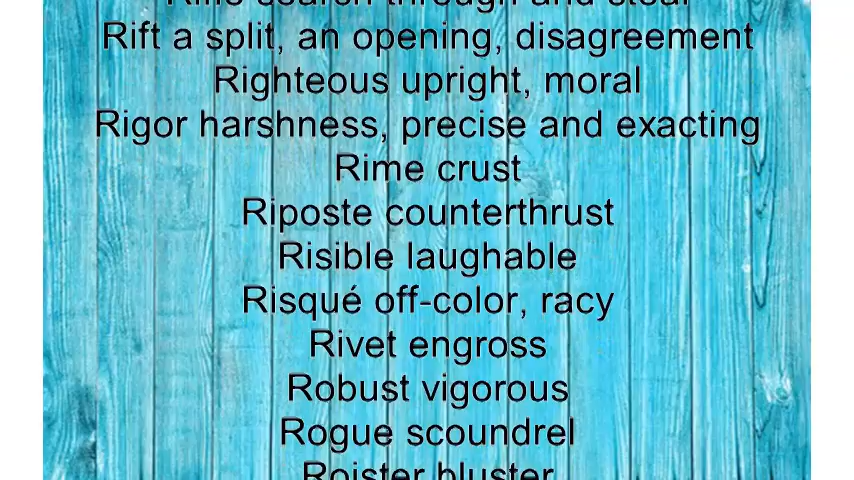 Rifle search through and steal
Rift a split, an opening, disagreement
Righteous upright, moral
Rigor harshness, precise and exacting
Rime crust
Riposte counterthrust
Risible laughable
Risqué off-color, racy
Rivet engross
Robust vigorous
Rogue scoundrel
Roister bluster